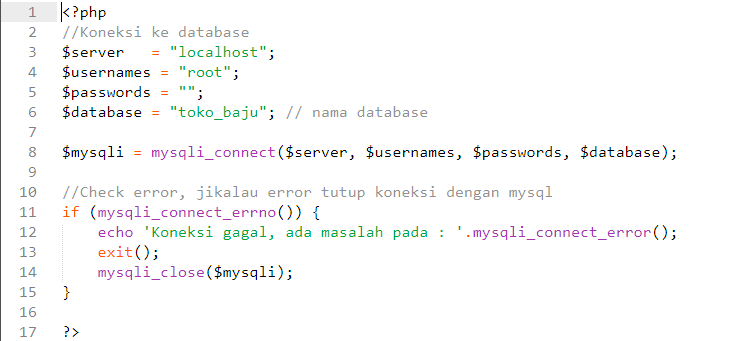 1 <?php
2 //Koneksi ke database
3 $server   = "localhost";
4 $usernames = "root";
5 $passwords = "";
6 $database = "toko_baju"; // nama database
7
8 $mysqli = mysqli_connect($server, $usernames, $passwords, $database);
9
10 //Check error, jikalau error tutup koneksi dengan mysql
11 if (mysqli_connect_errno()) {
12     echo 'Koneksi gagal, ada masalah pada : '.mysqli_connect_error();
13     exit();
14     mysqli_close($mysqli);
15 }
16
17 ?>